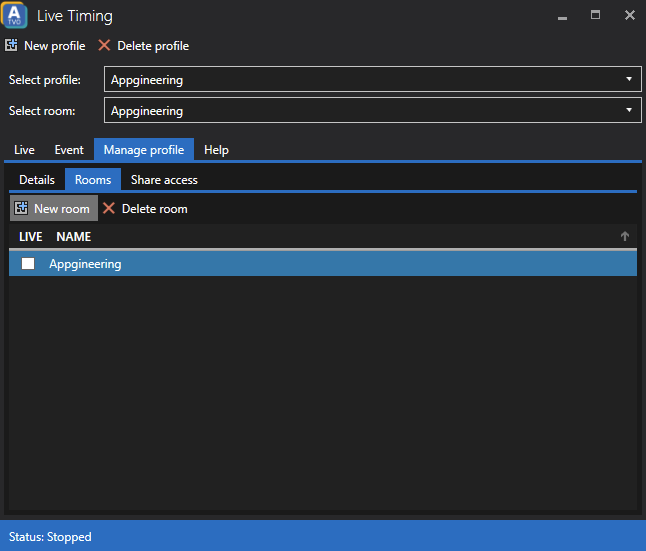 A
TVO
Live Timing
New profile Delete profile
Select profile: Appgineering
Select room: Appgineering
Live Event Manage profile Help
Details Rooms Share access
New room Delete room
LIVE NAME
Appgineering
Status: Stopped